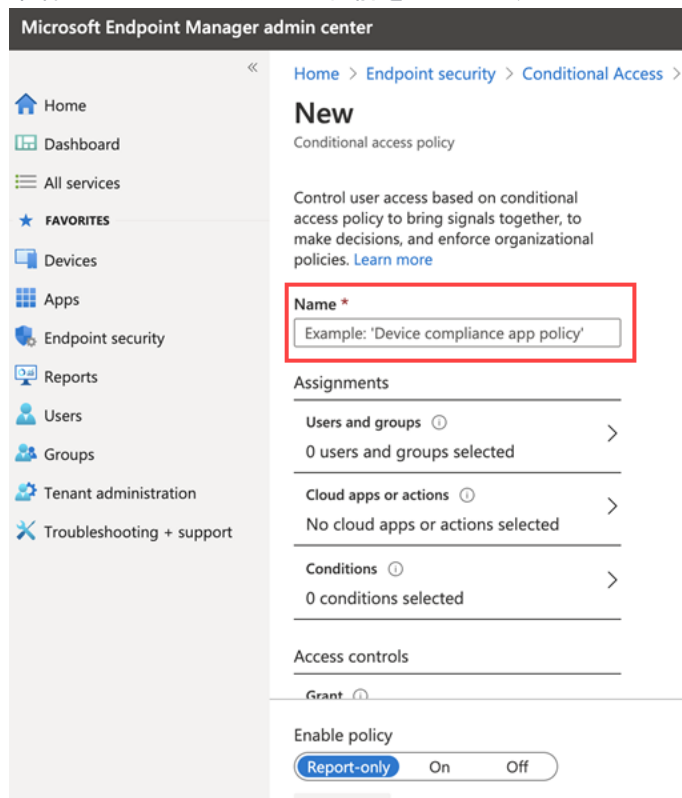 Microsoft Endpoint Manager admin center
«
Home
Dashboard
All services
FAVORITES
Devices
Apps
Endpoint security
Reports
Users
Groups
Tenant administration
Troubleshooting + support
Home > Endpoint security > Conditional Access >
New
Conditional access policy
Control user access based on conditional
access policy to bring signals together, to
make decisions, and enforce organizational
policies. Learn more
Name *
Example: 'Device compliance app policy'
Assignments
Users and groups
0 users and groups selected
Cloud apps or actions
No cloud apps or actions selected
Conditions
0 conditions selected
Access controls
Grant
Enable policy
Report-only On Off